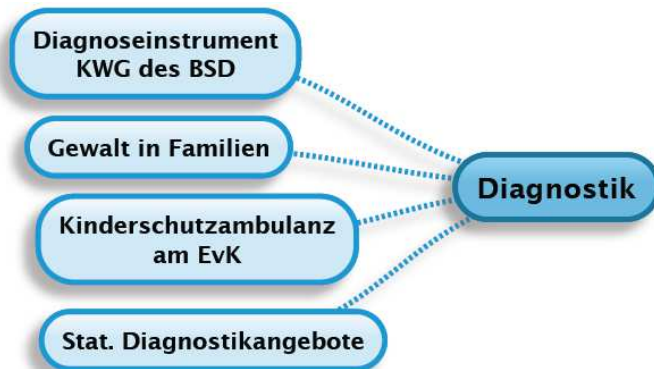 Diagnoseinstrument
KWG des BSD
Gewalt in Familien
Diagnostik
Kinderschutzambulanz
am EvK
Stat. Diagnostikangebote